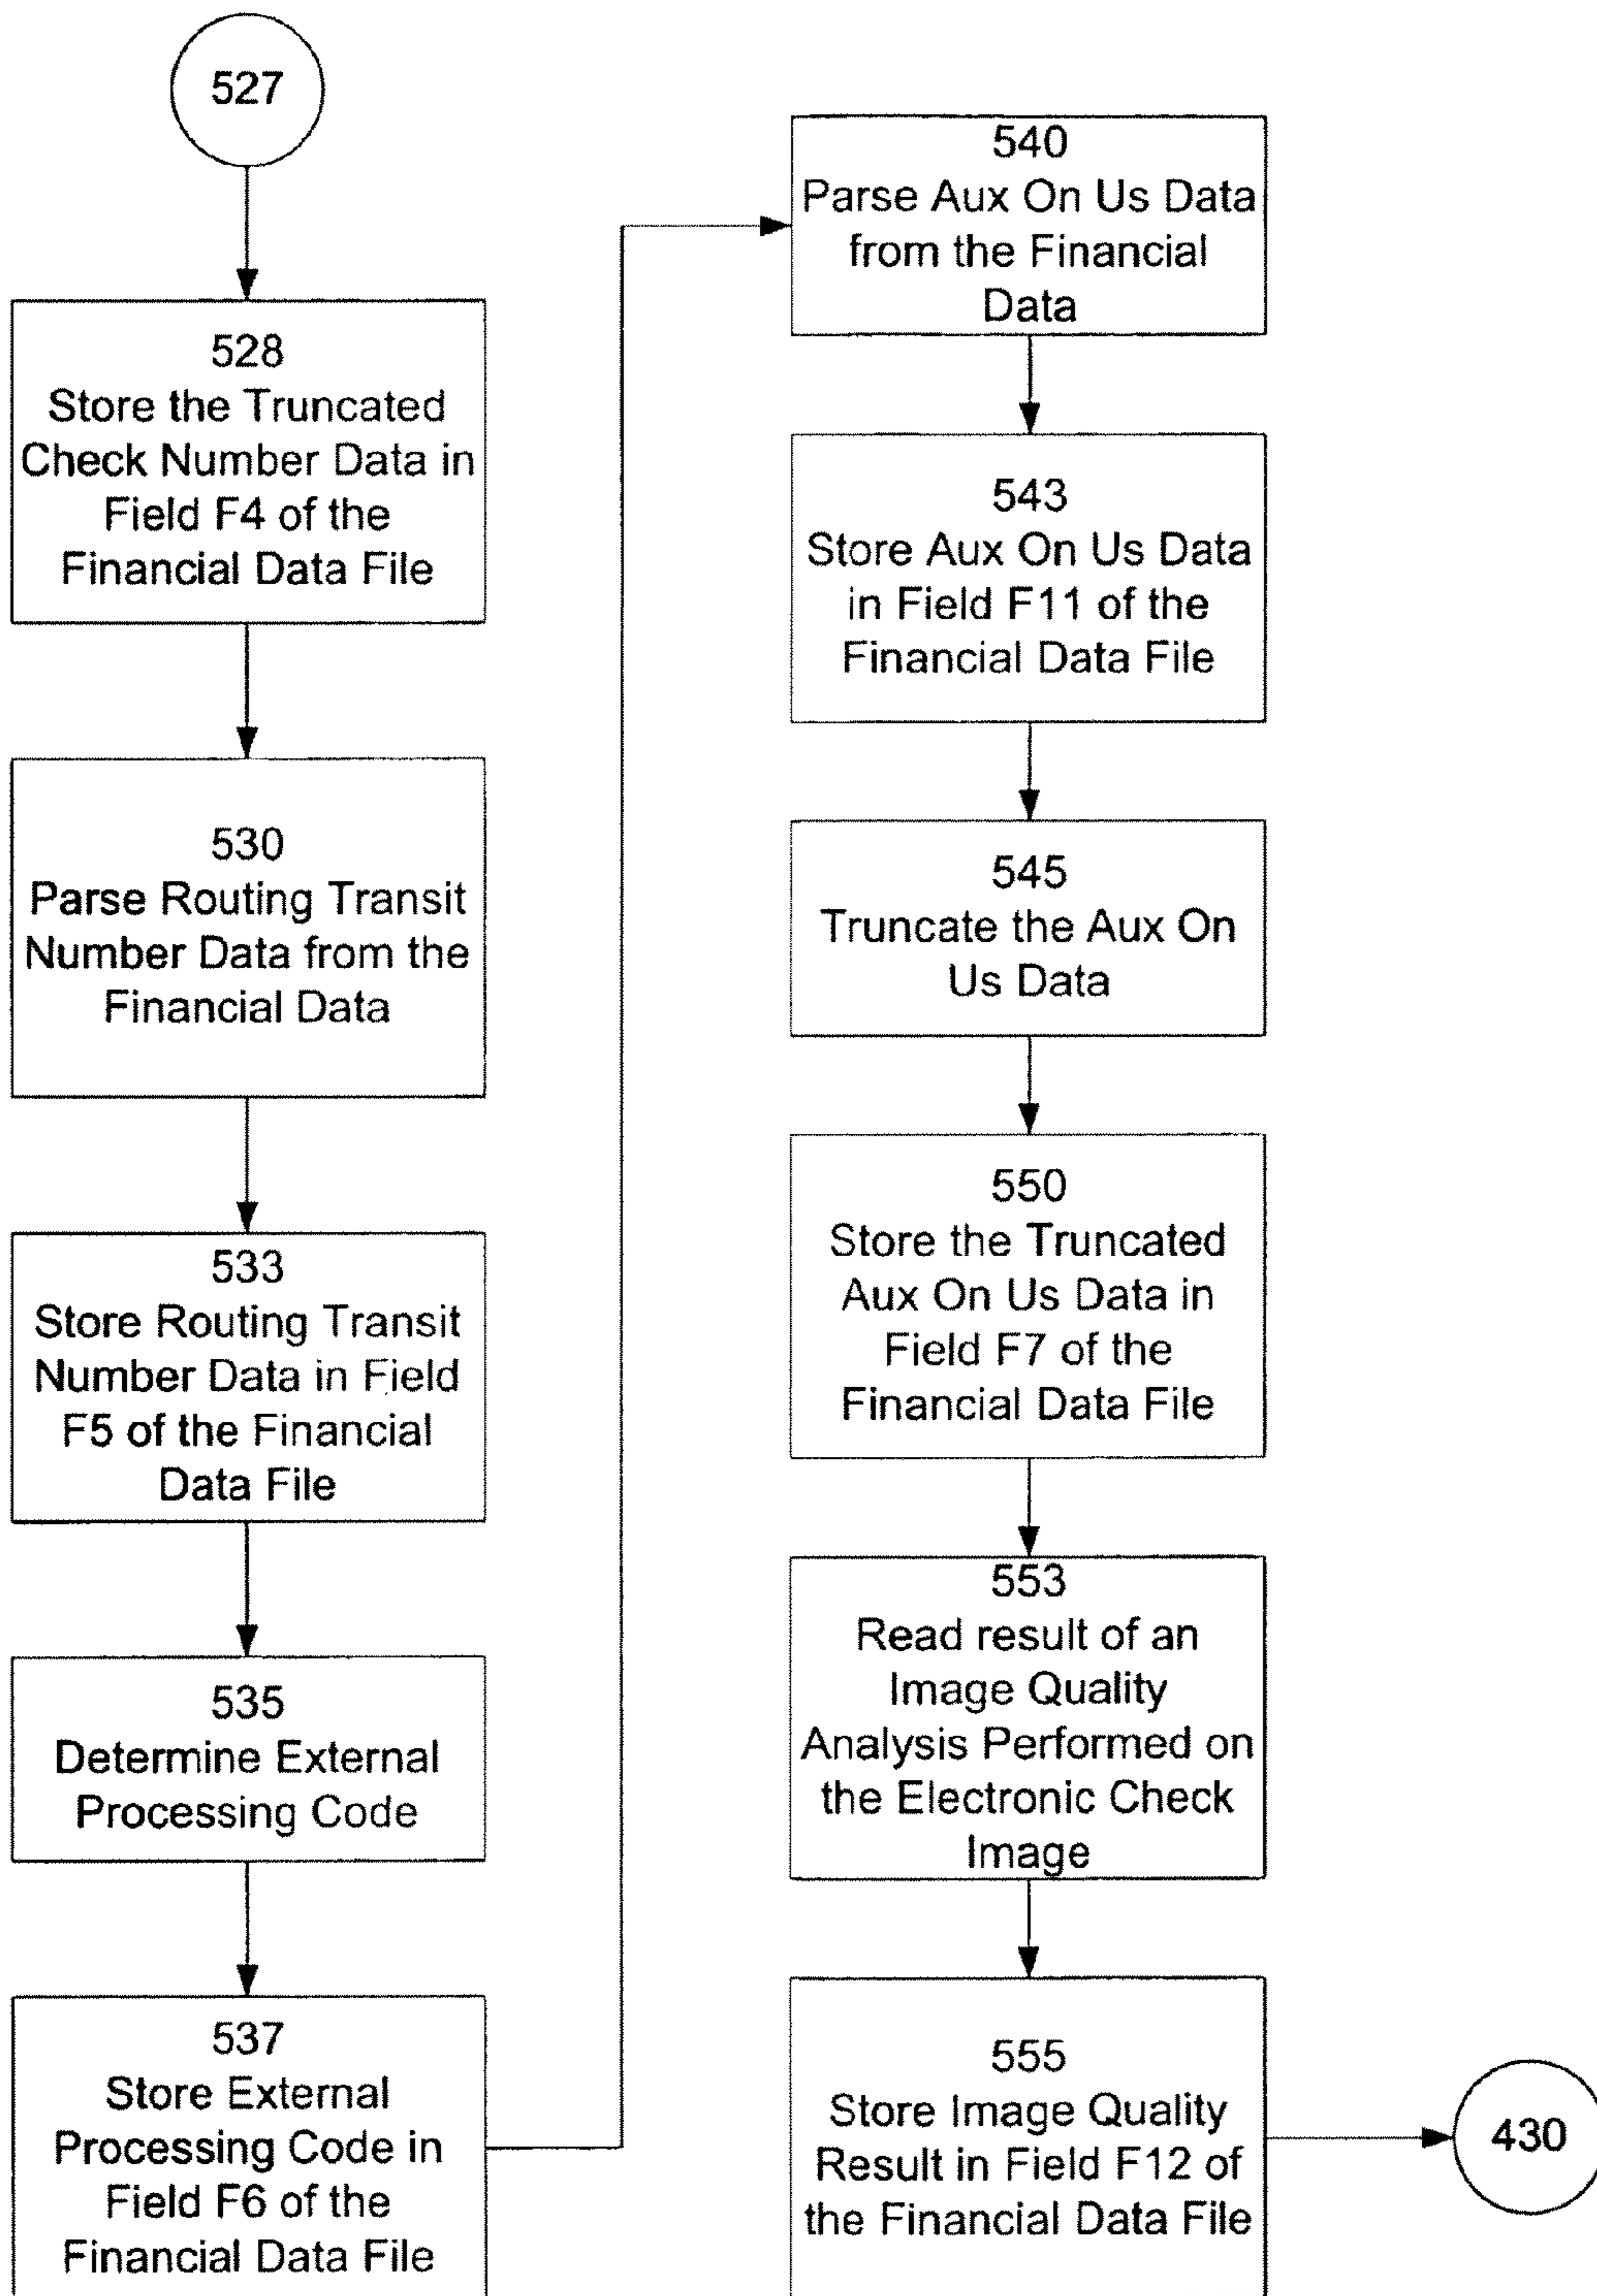 527
528
Store the Truncated
Check Number Data in
Field F4 of the
Financial Data File
530
Parse Routing Transit
Number Data from the
Financial Data
533
Store Routing Transit
Number Data in Field
F5 of the Financial
Data File
535
Determine External
Processing Code
537
Store External
Processing Code in
Field F6 of the
Financial Data File
540
Parse Aux On Us Data
from the Financial
Data
543
Store Aux On Us Data
in Field F11 of the
Financial Data File
545
Truncate the Aux On
Us Data
550
Store the Truncated
Aux On Us Data in
Field F7 of the
Financial Data File
553
Read result of an
Image Quality
Analysis Performed on
the Electronic Check
Image
555
Store Image Quality
Result in Field F12 of
the Financial Data File
430